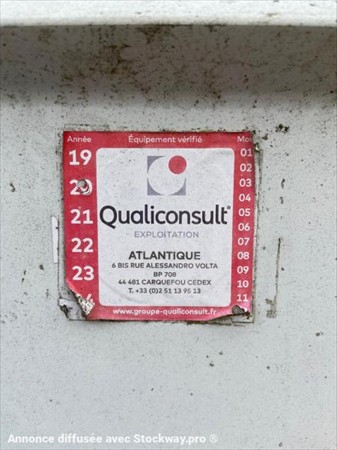 Année Équipement vérifié
19
20
21
22
23
01
02
03
04
05
06
07
08
09
10
11
Qualiconsult®
EXPLOITATION
ATLANTIQUE
6 BIS RUE ALESSANDRO VOLTA
BP 708
44 481 CARQUEFOU CEDEX
T. +33 (0)2 51 13 95 13
www.groupe-qualiconsult.fr
Annonce diffusée avec Stockway.pro ®